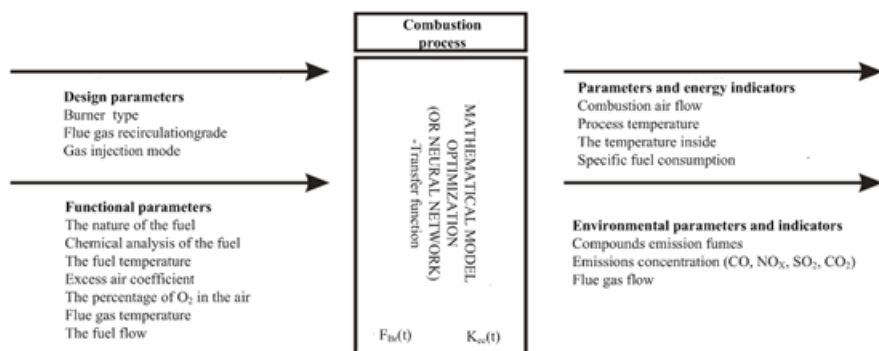 Combustion
process
Design parameters
Burner type
Flue gas recirculationgrade
Gas injection mode
Functional parameters
The nature of the fuel
Chemical analysis of the fuel
The fuel temperature
Excess air coefficient
The percentage of O₂ in the air
Flue gas temperature
The fuel flow
MATHEMATICAL MODEL
OPTIMIZATION
(OR NEURAL NETWORK)
-Transfer function
Parameters and energy indicators
Combustion air flow
Process temperature
The temperature inside
Specific fuel consumption
Environmental parameters and indicators
Compounds emission fumes
Emissions concentration (CO, NOₓ, SO₂, CO₂)
Flue gas flow